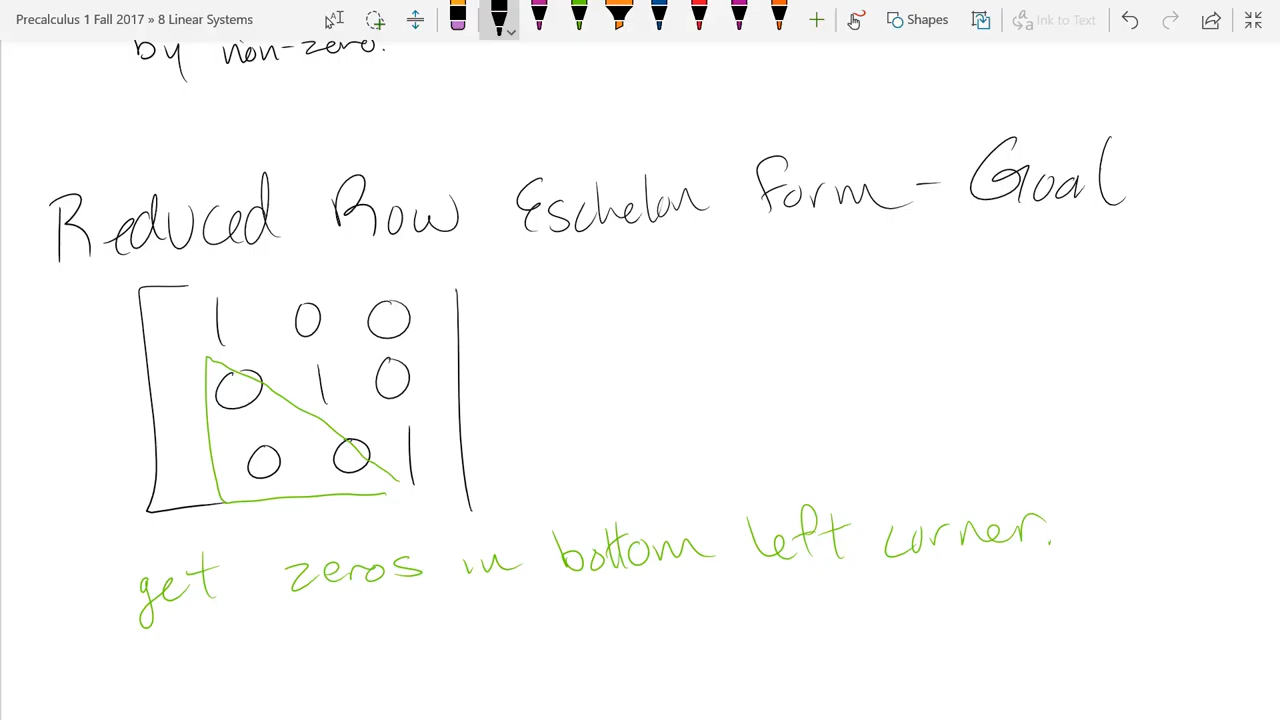 Precalculus 1 Fall 2017 » 8 Linear Systems
Shapes
Ink to Text
by non-zero.
Reduced Row Eschelon Form - Goal
1 0 0
0 1 0
0 0 1
get zeros in bottom left corner.